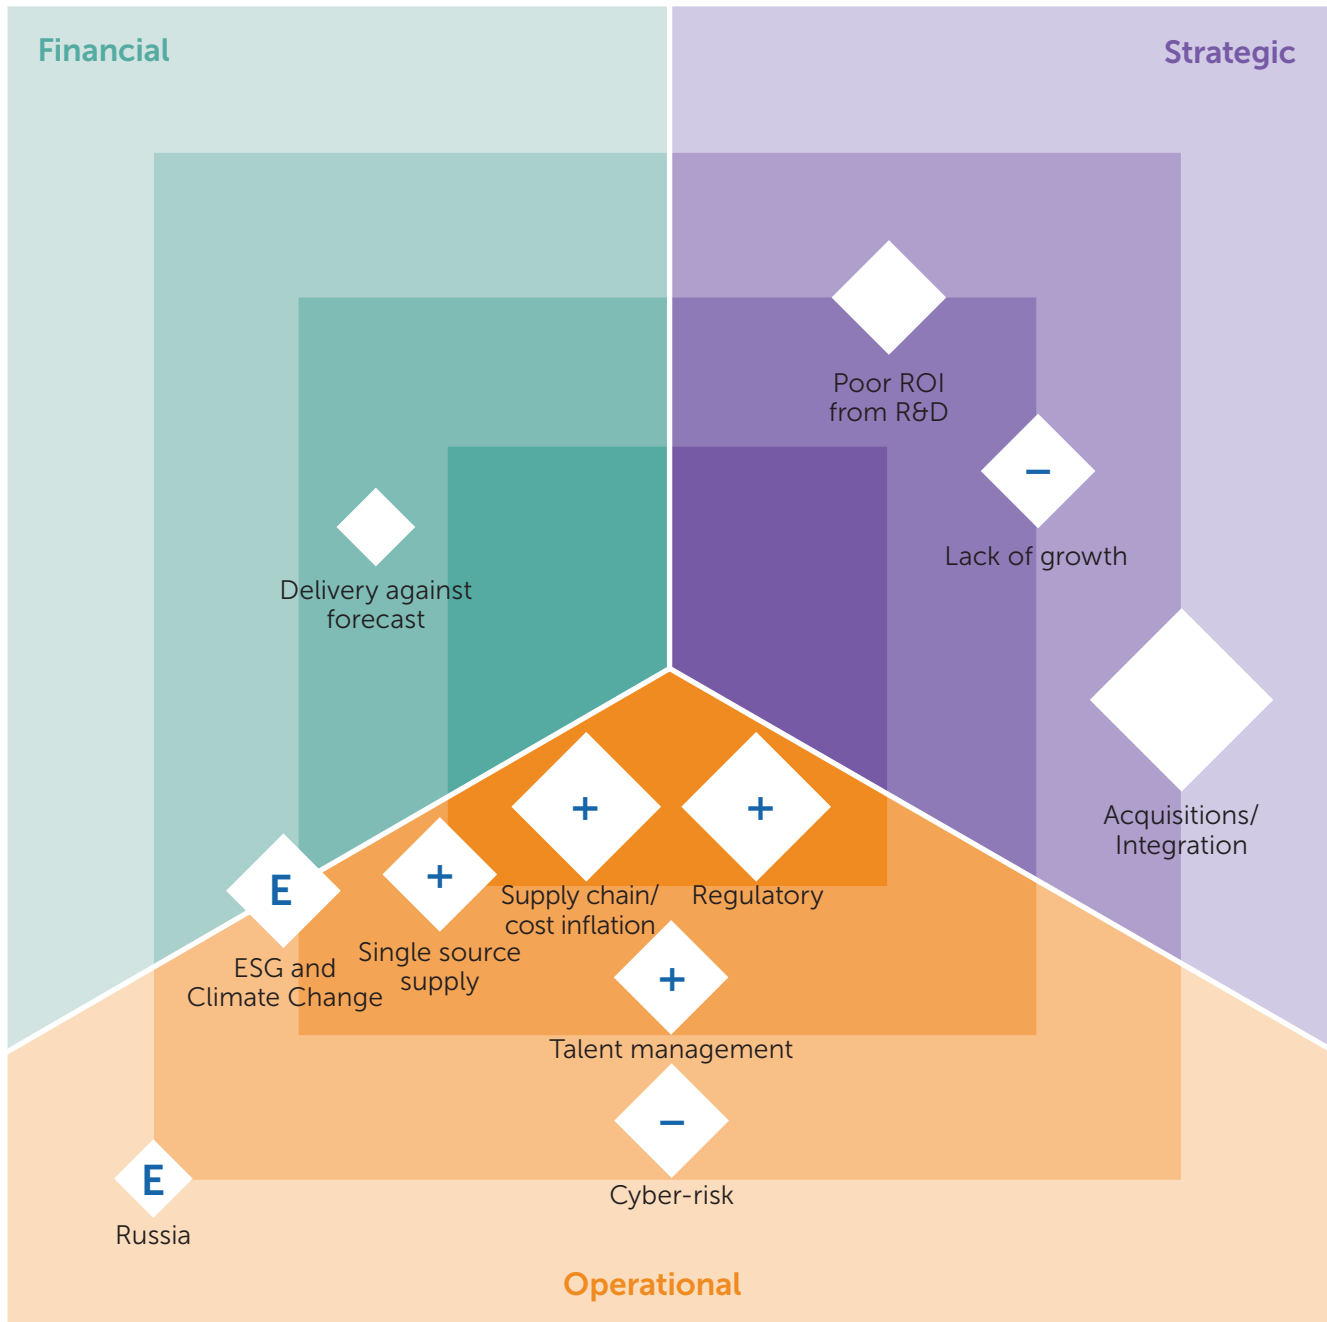 Financial
Strategic
Poor ROI
from R&D
–
Lack of growth
Delivery against
forecast
Acquisitions/
Integration
+
+
+
E
Supply chain/
cost inflation
Regulatory
Single source
supply
ESG and
Climate Change
+
Talent management
–
Cyber-risk
E
Russia
Operational